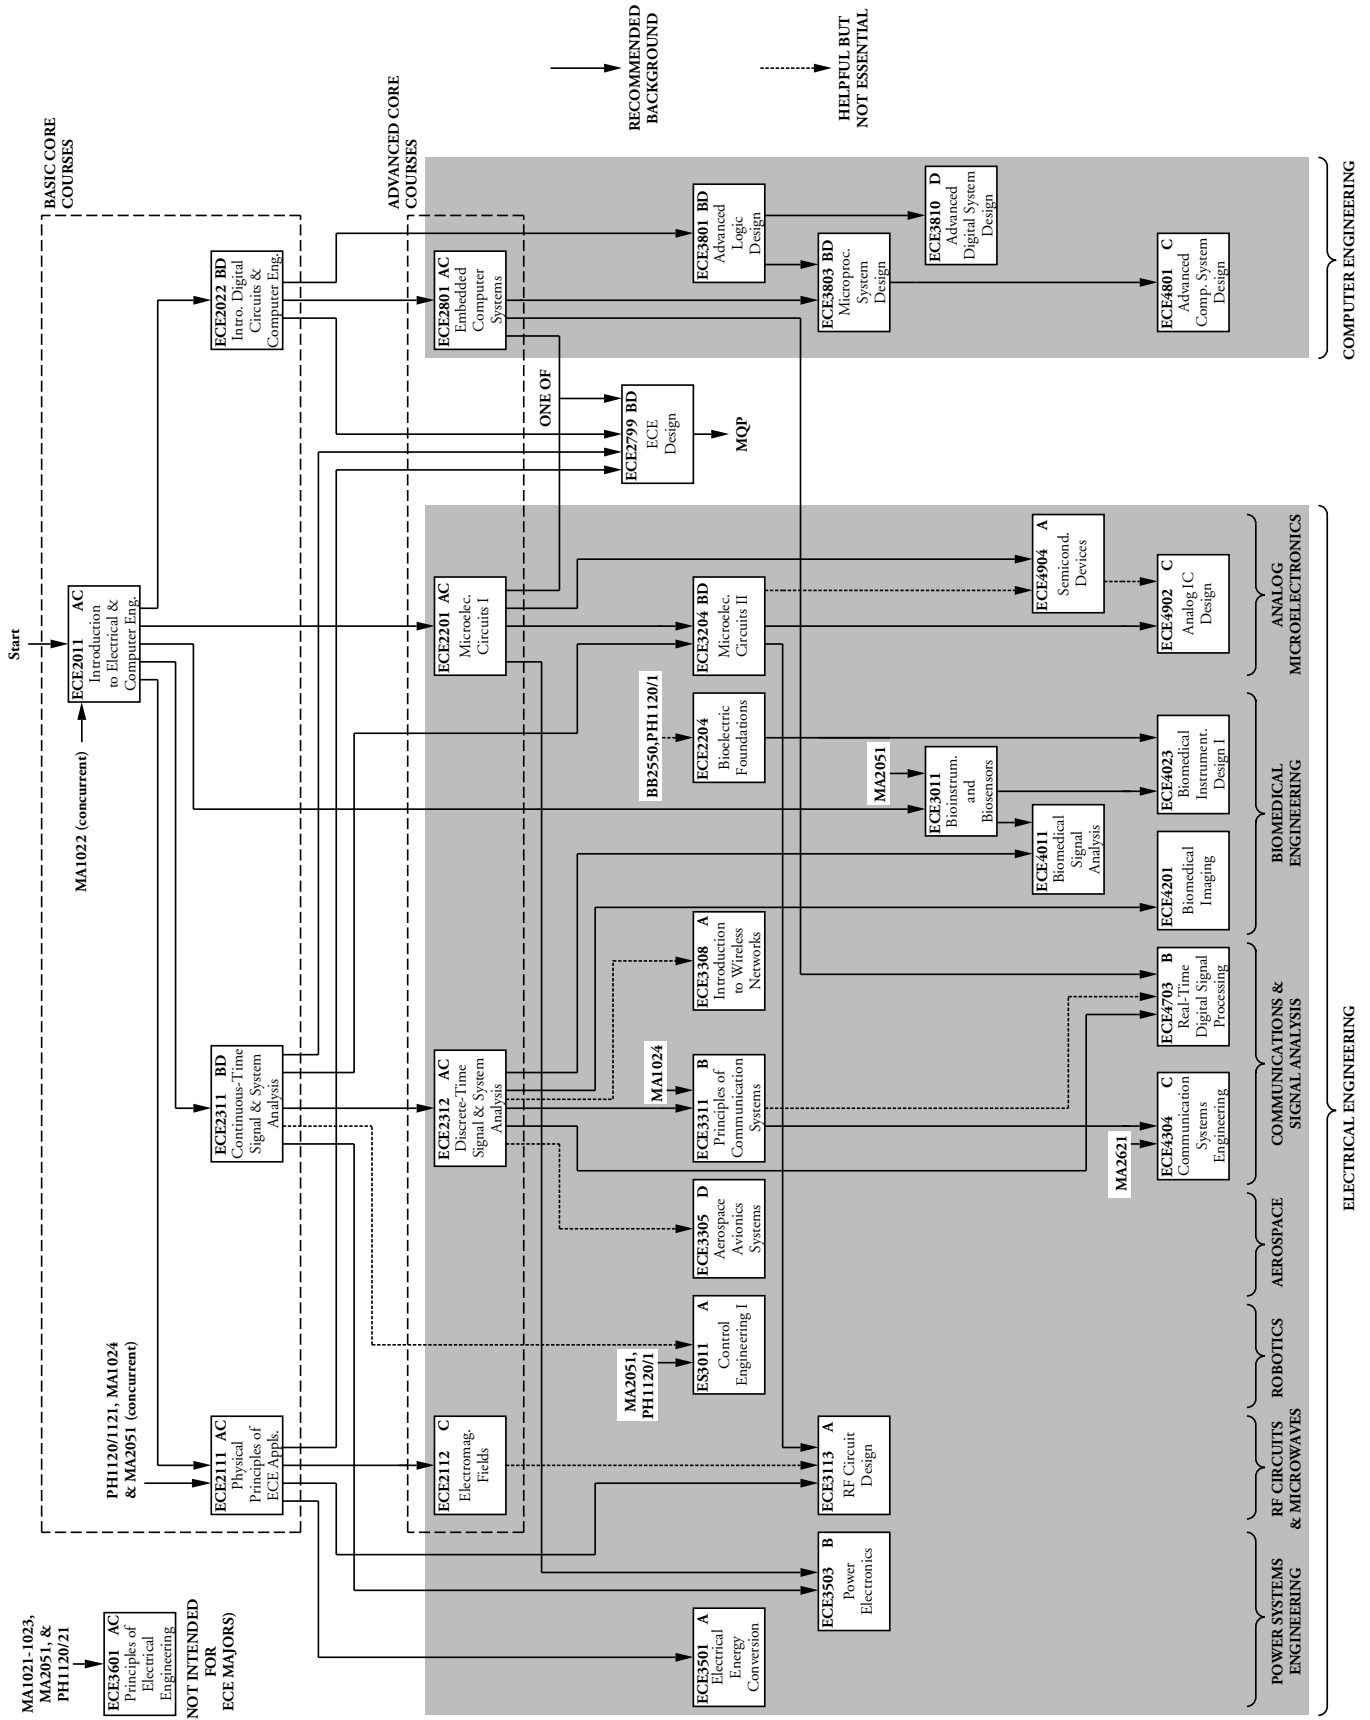 MA1021-1023,
MA2051, &
PH1120/21
ECE3601 AC
Principles of
Electrical
Engineering
NOT INTENDED
FOR
ECE MAJORS)
PH1120/1121, MA1024
& MA2051 (concurrent)
MA1022 (concurrent)
Start
BASIC CORE
COURSES
ECE2011 AC
Introduction
to Electrical &
Computer Eng.
ECE2111 AC
Physical
Principles of
ECE Appls.
ECE2311 BD
Continuous-Time
Signal & System
Analysis
ECE2022 BD
Intro. Digital
Circuits &
Computer Eng.
ADVANCED CORE
COURSES
ECE2112 C
Electromag.
Fields
ECE2312 AC
Discrete-Time
Signal & System
Analysis
ECE2201 AC
Microelec.
Circuits I
ECE2801 AC
Embedded
Computer
Systems
ONE OF
ECE2799 BD
ECE
Design
MQP
RECOMMENDED
BACKGROUND
HELPFUL BUT
NOT ESSENTIAL
MA2051,
PH1120/1
MA1024
BB2550,PH1120/1
ECE3501 A
Electrical
Energy
Conversion
ES3011 A
Control
Engineering I
ECE3305 D
Aerospace
Avionics
Systems
ECE3311 B
Principles of
Communication
Systems
ECE3308 A
Introduction
to Wireless
Networks
ECE2204
Bioelectric
Foundations
ECE3204 BD
Microelec.
Circuits II
ECE3801 BD
Advanced
Logic
Design
ECE3503 B
Power
Electronics
ECE3113 A
RF Circuit
Design
ECE3803 BD
Microproc.
System
Design
MA2051
ECE3011
Bioinstrum.
and
Biosensors
ECE3810 D
Advanced
Digital System
Design
ECE4011
Biomedical
Signal
Analysis
ECE4904 A
Semicond.
Devices
MA2621
ECE4304 C
Communication
Systems
Engineering
ECE4703 B
Real-Time
Digital Signal
Processing
ECE4201
Biomedical
Imaging
ECE4023
Biomedical
Instrument.
Design I
ECE4902 C
Analog IC
Design
ECE4801 C
Advanced
Comp. System
Design
POWER SYSTEMS
ENGINEERING
RF CIRCUITS
& MICROWAVES
ROBOTICS
AEROSPACE
COMMUNICATIONS &
SIGNAL ANALYSIS
BIOMEDICAL
ENGINEERING
ANALOG
MICROELECTRONICS
ELECTRICAL ENGINEERING
COMPUTER ENGINEERING